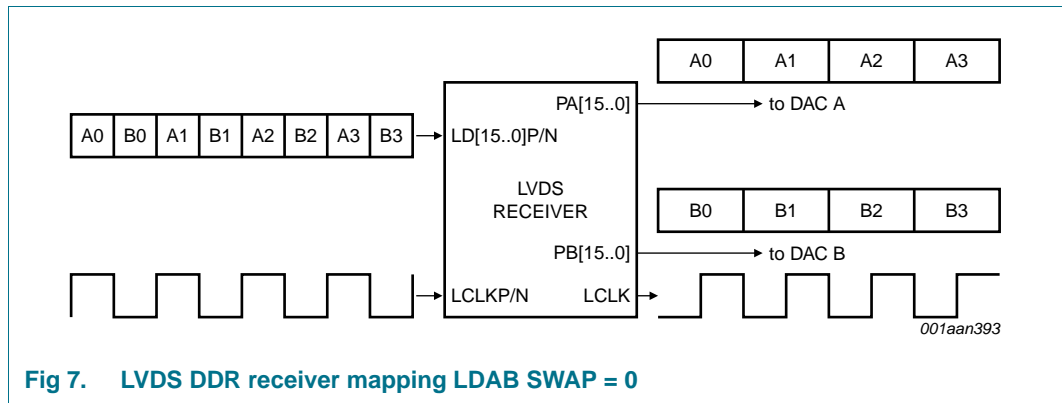 A0 A1 A2 A3
PA[15..0]
to DAC A
A0 B0 A1 B1 A2 B2 A3 B3
LD[15..0]P/N
LVDS
RECEIVER
B0 B1 B2 B3
PB[15..0]
to DAC B
LCLKP/N
LCLK
001aan393
Fig 7. LVDS DDR receiver mapping LDAB SWAP = 0